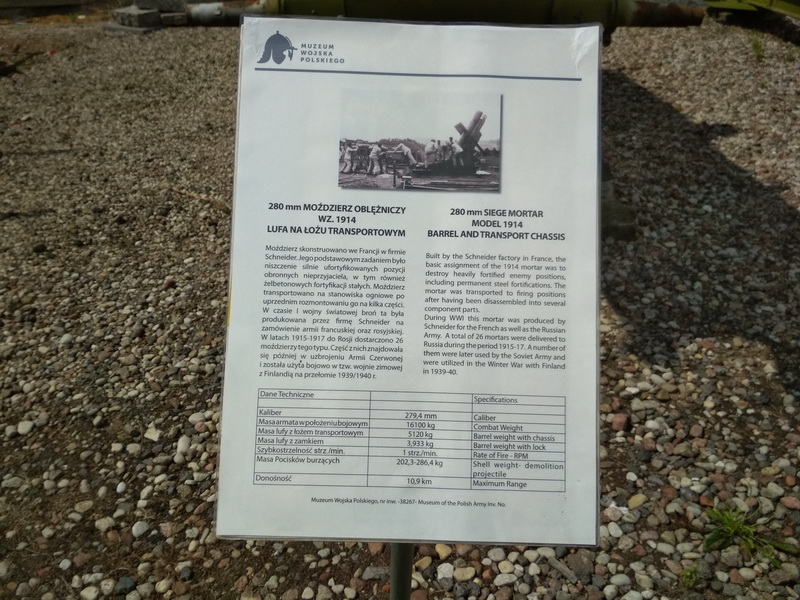 MUZEUM
WOJSKA
POLSKIEGO
280 mm MOŹDZIERZ OBLĘŻNICZY
WZ. 1914
LUFA NA ŁOŻU TRANSPORTOWYM
Moździerz skonstruowano we Francji w firmie
Schneider. Jego podstawowym zadaniem było
niszczenie silnie ufortyfikowanych pozycji
obronnych nieprzyjaciela, w tym również
żelbetonowych fortyfikacji stałych. Moździerz
transportowano na stanowiska ogniowe po
uprzednim rozmontowaniu go na kilka części.
W czasie I wojny światowej broń ta była
produkowana przez firmę Schneider na
zamówienie armii francuskiej oraz rosyjskiej.
W latach 1915-1917 do Rosji dostarczono 26
moździerzy tego typu. Część z nich znajdowała
się później w uzbrojeniu Armii Czerwonej
i została użyta bojowo w tzw. wojnie zimowej
z Finlandią na przełomie 1939/1940 r.
280 mm SIEGE MORTAR
MODEL 1914
BARREL AND TRANSPORT CHASSIS
Built by the Schneider factory in France, the
basic assignment of the 1914 mortar was to
destroy heavily fortified enemy positions,
including permanent steel fortifications. The
mortar was transported to firing positions
after having been disassembled into several
component parts.
During WWI this mortar was produced by
Schneider for the French as well as the Russian
Army. A total of 26 mortars were delivered to
Russia during the period 1915-17. A number of
them were later used by the Soviet Army and
were utilized in the Winter War with Finland
in 1939-40.
Dane Techniczne Specifications
Kaliber 279,4 mm Caliber
Masa armata w położeniu bojowym 16100 kg Combat Weight
Masa lufy z łożem transportowym 5120 kg Barrel weight with chassis
Masa lufy z zamkiem 3,933 kg Barrel weight with lock
Szybkostrzelność strz./min. 1 strz./min. Rate of Fire - RPM
Masa Pocisków burzących 202,3-286,4 kg Shell weight- demolition
projectile
Donośność 10,9 km Maximum Range
Muzeum Wojska Polskiego, nr inw. -38267- Museum of the Polish Army Inv. No.